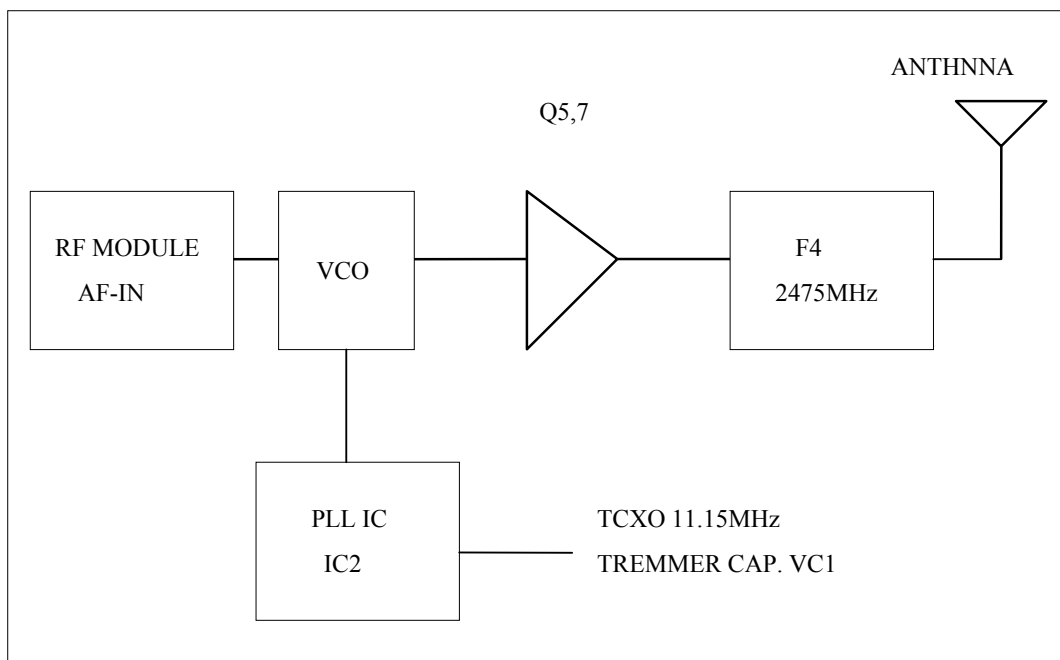 ANTHNNA
Q5,7
RF MODULE
AF-IN
VCO
F4
2475MHz
PLL IC
IC2
TCXO 11.15MHz
TREMMER CAP. VC1